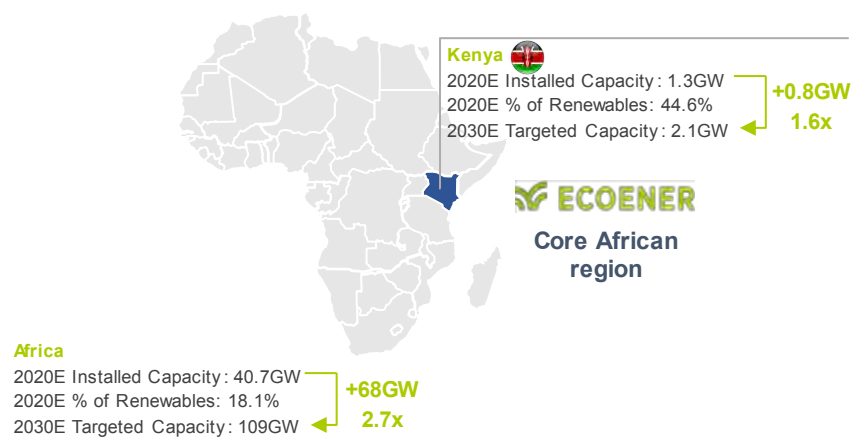 Kenya
2020E Installed Capacity: 1.3GW
2020E % of Renewables: 44.6%
2030E Targeted Capacity: 2.1GW
+0.8GW
1.6x
ECOENER
Core African
region
Africa
2020E Installed Capacity: 40.7GW
2020E % of Renewables: 18.1%
2030E Targeted Capacity: 109GW
+68GW
2.7x